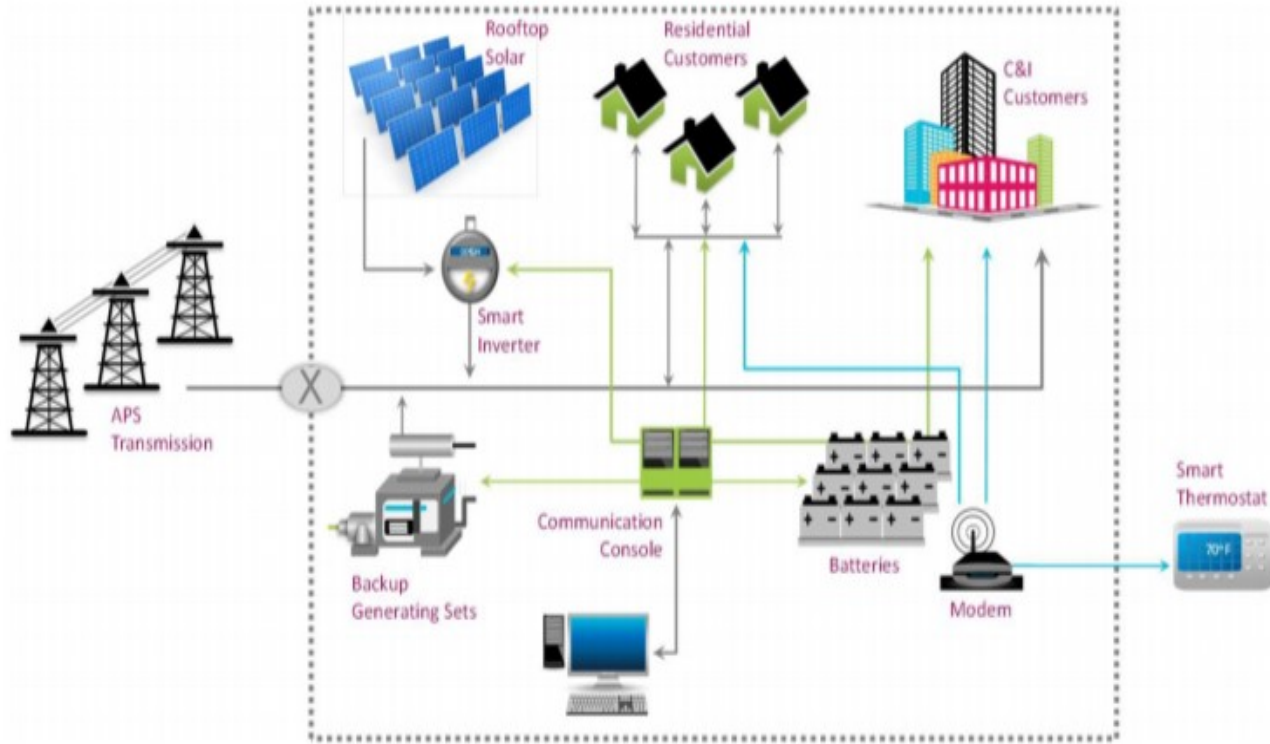 Rooftop
Solar
Residential
Customers
C&I
Customers
Smart
Inverter
APS
Transmission
X
Communication
Console
Backup
Generating Sets
Batteries
Modem
Smart
Thermostat
70° F